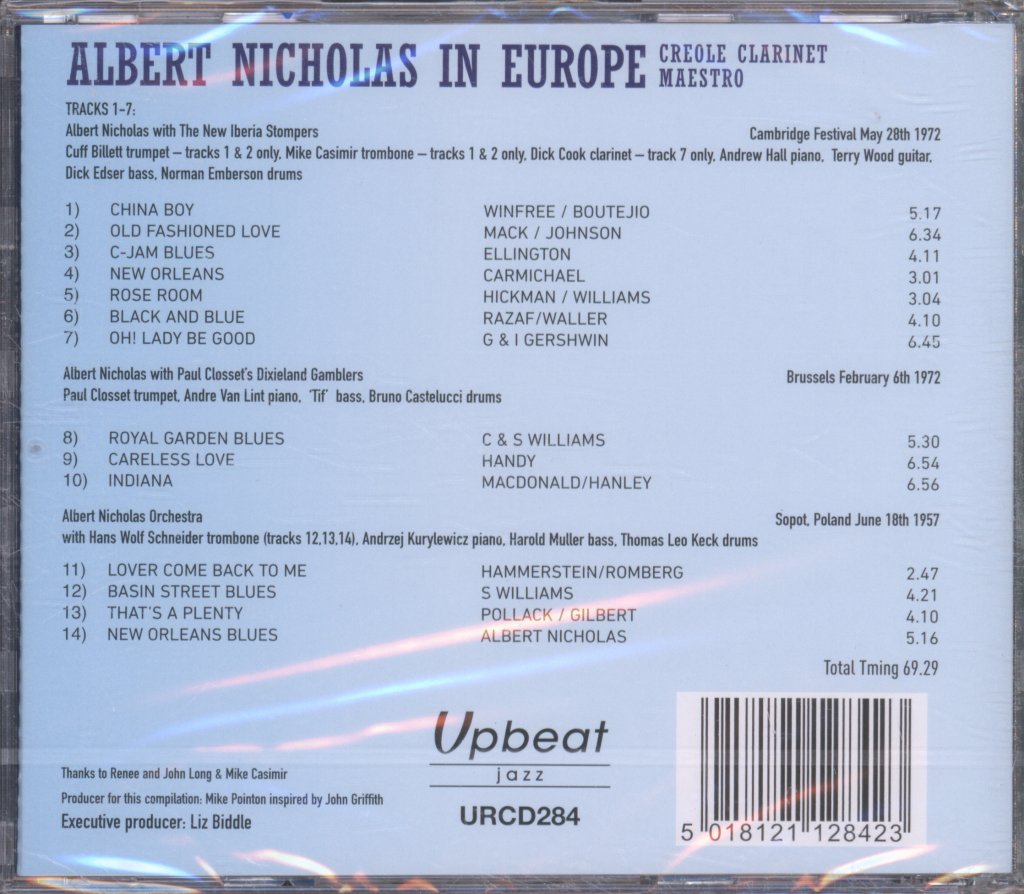 ALBERT NICHOLAS IN EUROPE CREOLE CLARINET MAESTRO
TRACKS 1-7:
Albert Nicholas with The New Iberia Stompers Cambridge Festival May 28th 1972
Cuff Billett trumpet – tracks 1 & 2 only, Mike Casimir trombone – tracks 1 & 2 only, Dick Cook clarinet – track 7 only, Andrew Hall piano, Terry Wood guitar,
Dick Edser bass, Norman Emberson drums
1) CHINA BOY WINFREE / BOUTEJIO 5.17
2) OLD FASHIONED LOVE MACK / JOHNSON 6.34
3) C-JAM BLUES ELLINGTON 4.11
4) NEW ORLEANS CARMICHAEL 3.01
5) ROSE ROOM HICKMAN / WILLIAMS 3.04
6) BLACK AND BLUE RAZAF/WALLER 4.10
7) OH! LADY BE GOOD G & I GERSHWIN 6.45
Albert Nicholas with Paul Closset's Dixieland Gamblers Brussels February 6th 1972
Paul Closset trumpet, Andre Van Lint piano, 'Tif' bass, Bruno Castelucci drums
8) ROYAL GARDEN BLUES C & S WILLIAMS 5.30
9) CARELESS LOVE HANDY 6.54
10) INDIANA MACDONALD/HANLEY 6.56
Albert Nicholas Orchestra Sopot, Poland June 18th 1957
with Hans Wolf Schneider trombone (tracks 12,13,14), Andrzej Kurylewicz piano, Harold Muller bass, Thomas Leo Keck drums
11) LOVER COME BACK TO ME HAMMERSTEIN/ROMBERG 2.47
12) BASIN STREET BLUES S WILLIAMS 4.21
13) THAT'S A PLENTY POLLACK / GILBERT 4.10
14) NEW ORLEANS BLUES ALBERT NICHOLAS 5.16
Total Tming 69.29
Upbeat
jazz
URCD284
Thanks to Renee and John Long & Mike Casimir
Producer for this compilation: Mike Pointon inspired by John Griffith
Executive producer: Liz Biddle
5 018121 128423